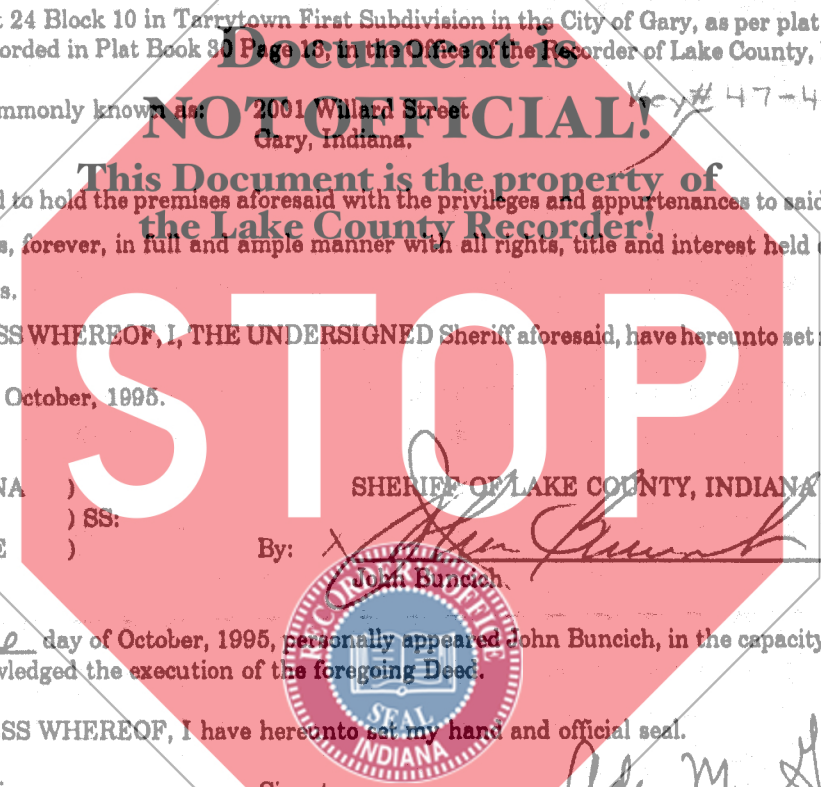 t 24 Block 10 in Tarrytown First Subdivision in the City of Gary, as per plat
orded in Plat Book 30 Page 18, in the Office of the Recorder of Lake County,
Document is
mmonly known as: 2001 Willard Street Key# 47-4
NOT OFFICIAL!
Gary, Indiana.
This Document is the property of
d to hold the premises aforesaid with the privileges and appurtenances to said
the Lake County Recorder!
s, forever, in full and ample manner with all rights, title and interest held
s.
SS WHEREOF, I, THE UNDERSIGNED Sheriff aforesaid, have hereunto set
STOP
October, 1995.
NA ) SHERIFF OF LAKE COUNTY, INDIANA
) SS:
E ) By: John Buncich
John Buncich
day of October, 1995, personally appeared John Buncich, in the capacity
wledged the execution of the foregoing Deed.
SS WHEREOF, I have hereunto set my hand and official seal.
RECORDER'S OFFICE
SEAL
INDIANA